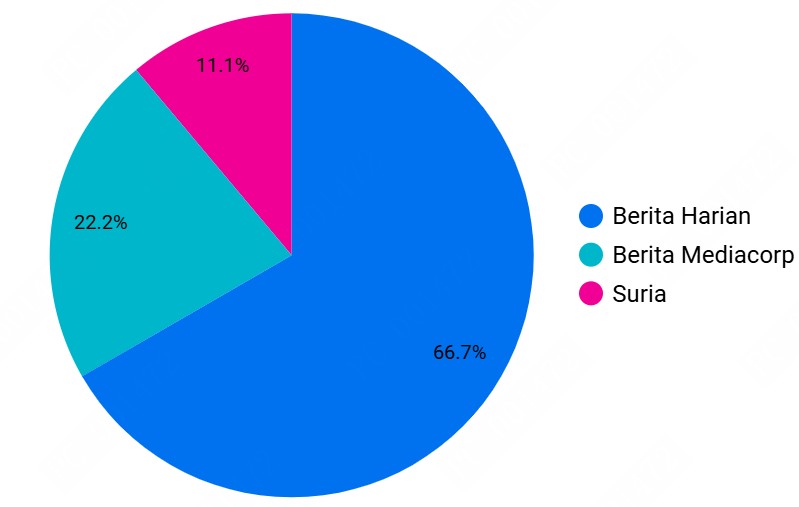 11.1%
22.2%
66.7%
Berita Harian
Berita Mediacorp
Suria